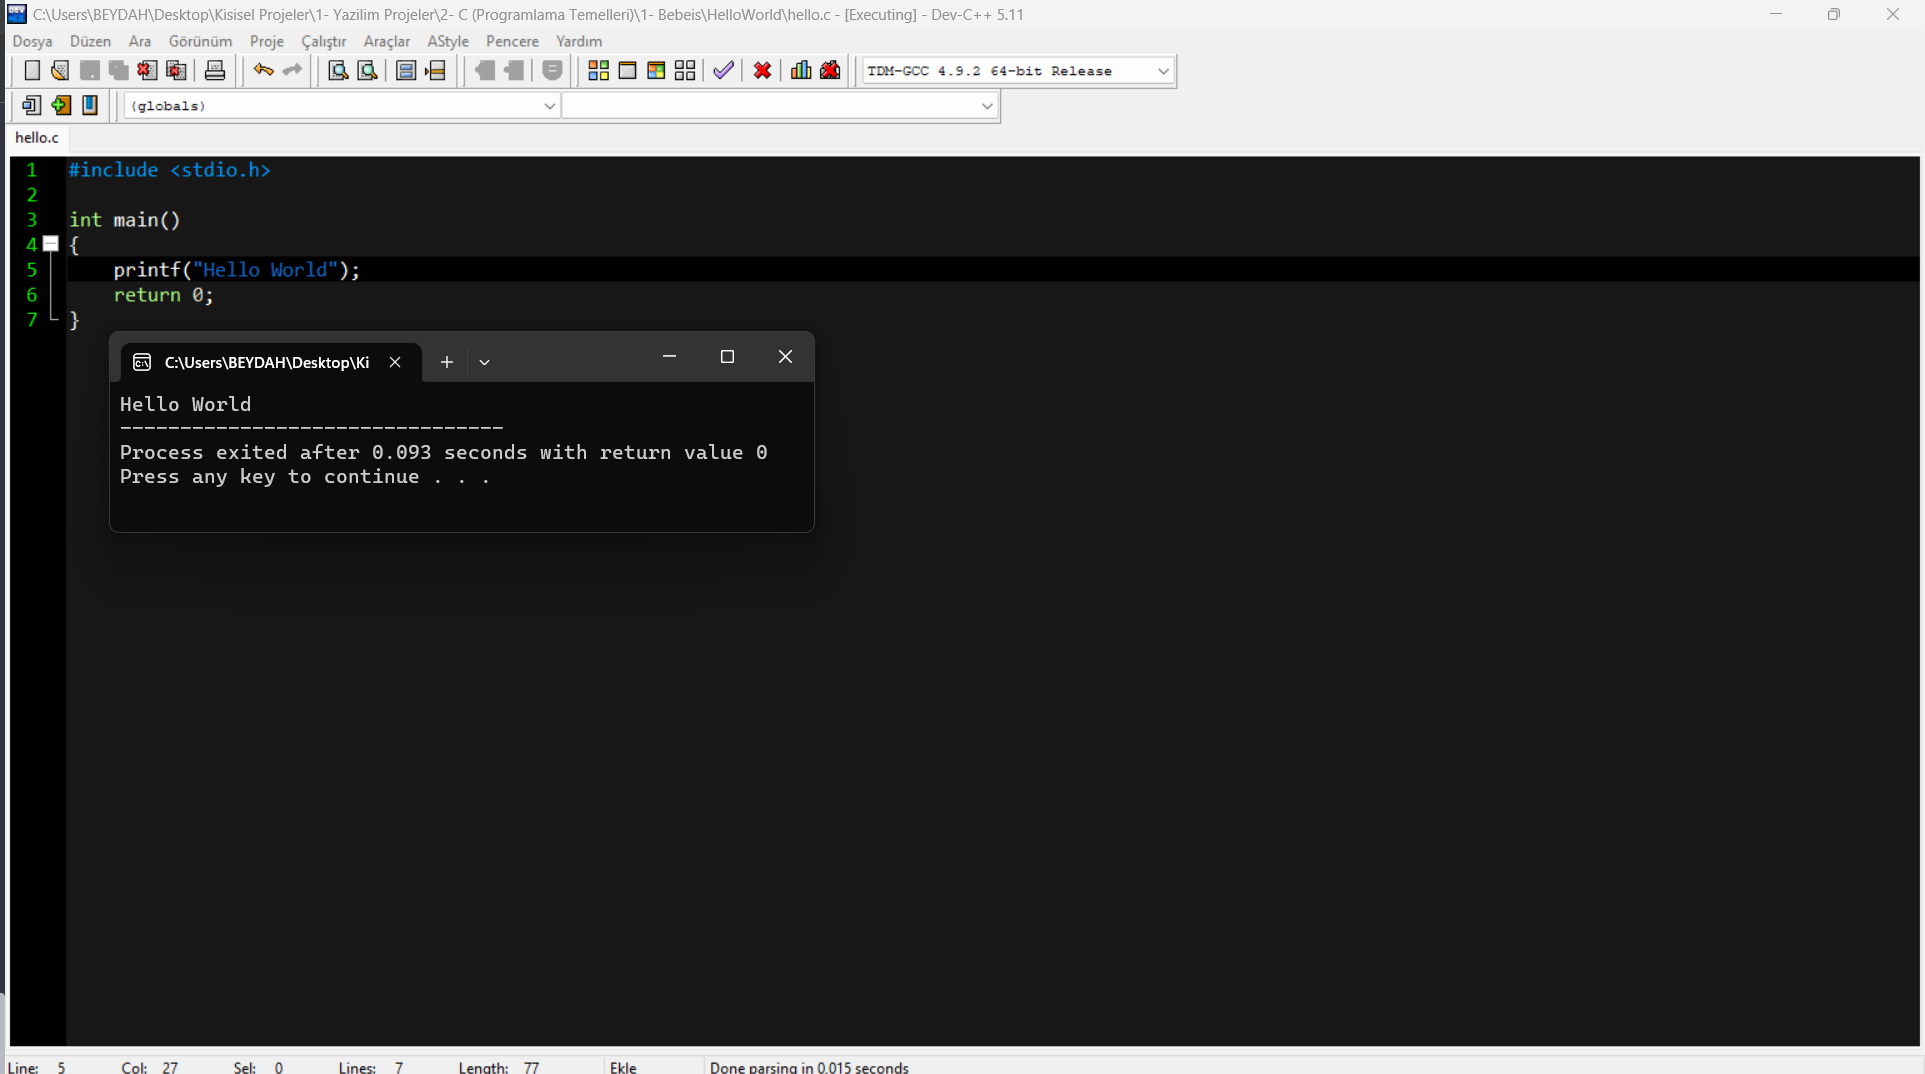 C:\Users\BEYDAH\Desktop\Kisisel Projeler\1- Yazilim Projeler\2- C (Programlama Temelleri)\1- Bebeis\HelloWorld\hello.c - [Executing] - Dev-C++ 5.11
Dosya Düzen Ara Görünüm Proje Çalıştır Araçlar AStyle Pencere Yardım
TDM-GCC 4.9.2 64-bit Release
(globals)
hello.c
1 #include <stdio.h>
2
3 int main()
4 {
5 printf("Hello World");
6 return 0;
7 }
C:\Users\BEYDAH\Desktop\Ki
Hello World
--------------------------------
Process exited after 0.093 seconds with return value 0
Press any key to continue . . .
Line: 5 Col: 27 Sel: 0 Lines: 7 Length: 77 Ekle Done parsing in 0.015 seconds